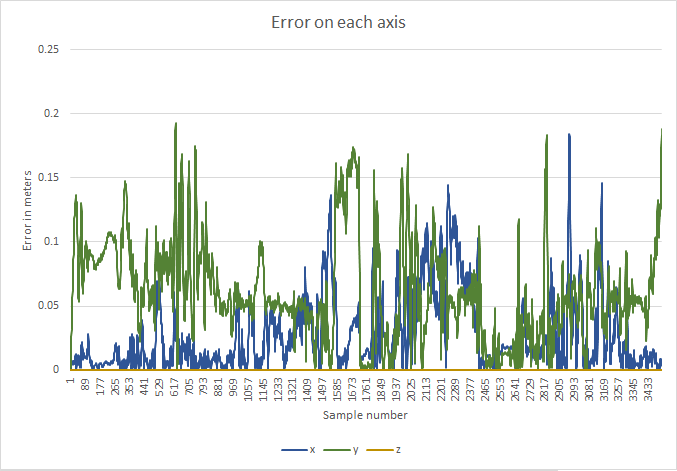 Error on each axis
0.25
0.2
0.15
0.1
0.05
0
Error in meters
1 89 177 265 353 441 529 617 705 793 881 969 1057 1145 1233 1321 1409 1497 1585 1673 1761 1849 1937 2025 2113 2201 2289 2377 2465 2553 2641 2729 2817 2905 2993 3081 3169 3257 3345 3433
Sample number
x y z